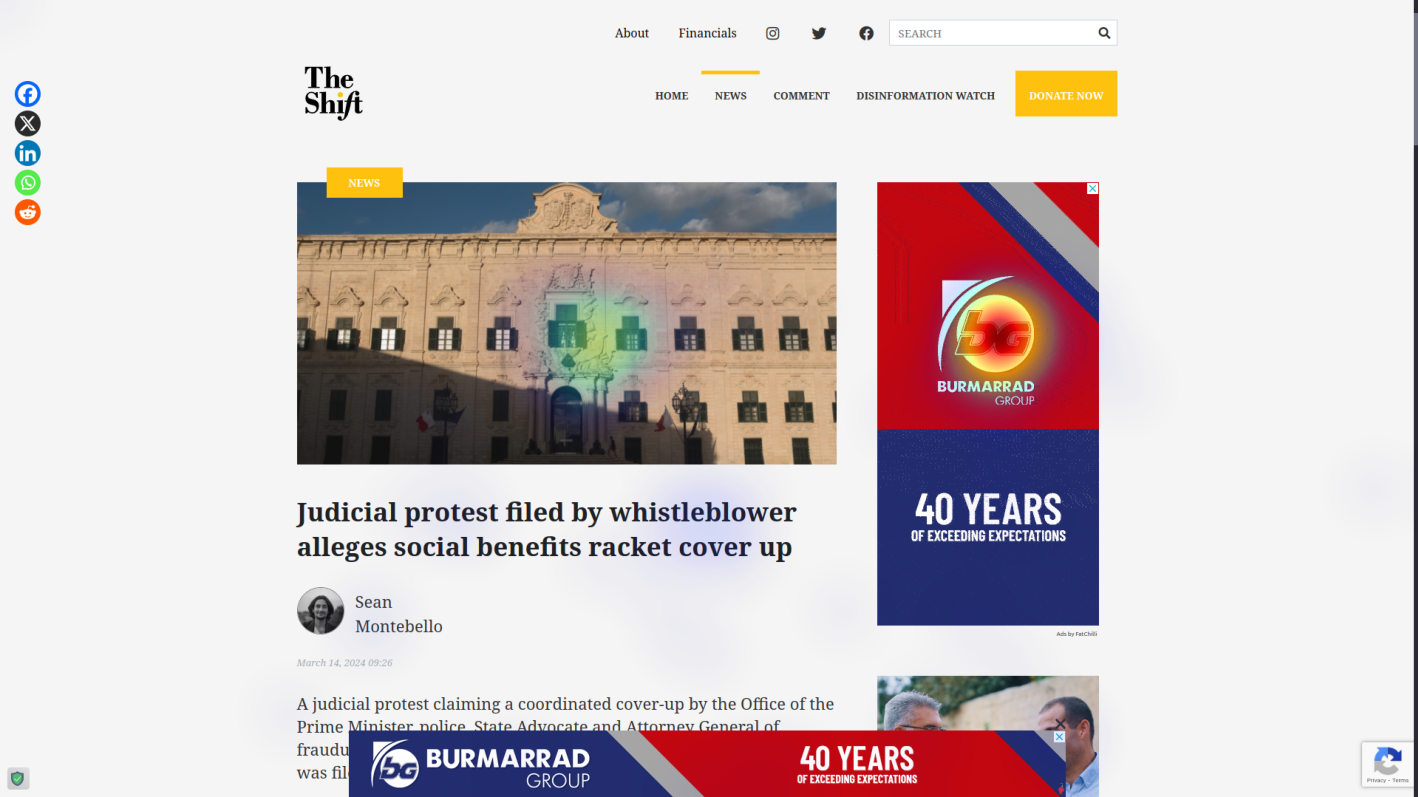 About
Financials
SEARCH
The
Shift
HOME
NEWS
COMMENT
DISINFORMATION WATCH
DONATE NOW
NEWS
bg
BURMARRAD
GROUP
40 YEARS
OF EXCEEDING EXPECTATIONS
Ads by FatChilli
Judicial protest filed by whistleblower
alleges social benefits racket cover up
Sean
Montebello
March 14, 2024 09:26
A judicial protest claiming a coordinated cover-up by the Office of the
Prime Minister, police, State Advocate and Attorney General of
fraudu
was file
bg BURMARRAD
GROUP
40 YEARS
OF EXCEEDING EXPECTATIONS
Privacy - Terms